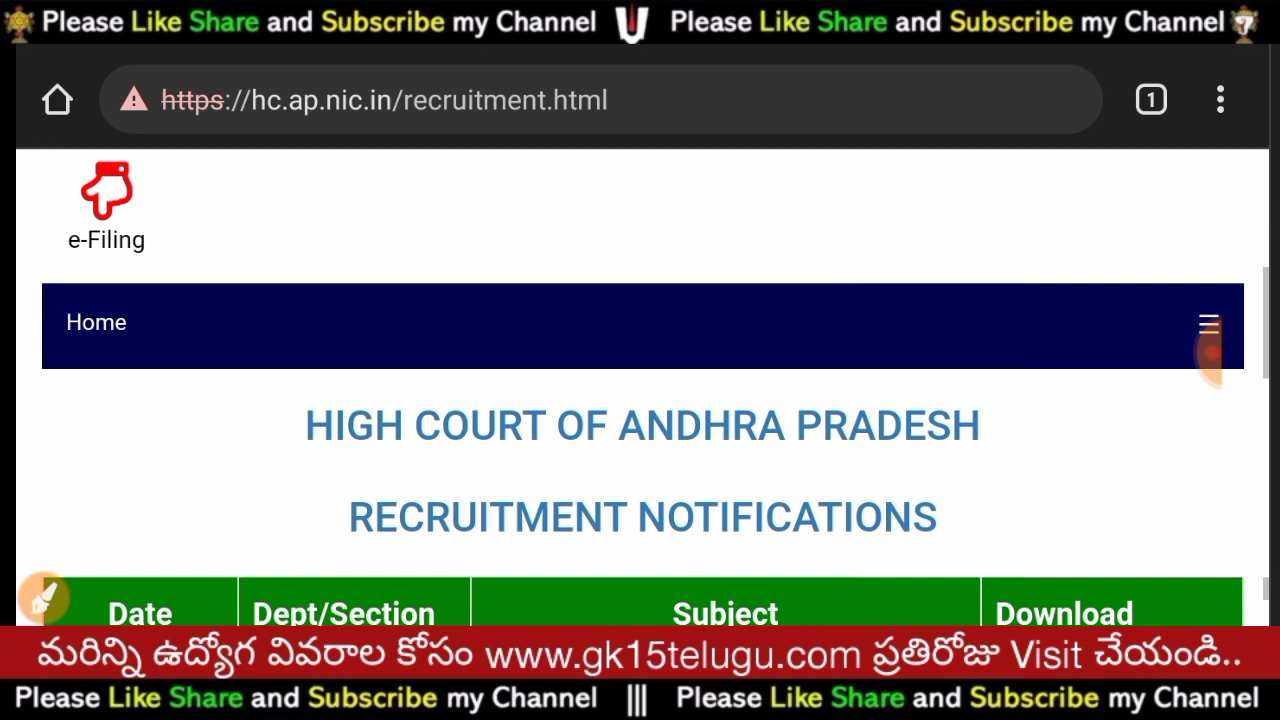 Please Like Share and Subscribe my Channel Please Like Share and Subscribe my Channel
https://hc.ap.nic.in/recruitment.html 1
e-Filing
Home
HIGH COURT OF ANDHRA PRADESH
RECRUITMENT NOTIFICATIONS
Date Dept/Section Subject Download
మరిన్ని ఉద్యోగ వివరాల కోసం www.gk15telugu.com ప్రతిరోజు Visit చేయండి..
Please Like Share and Subscribe my Channel ||| Please Like Share and Subscribe my Channel